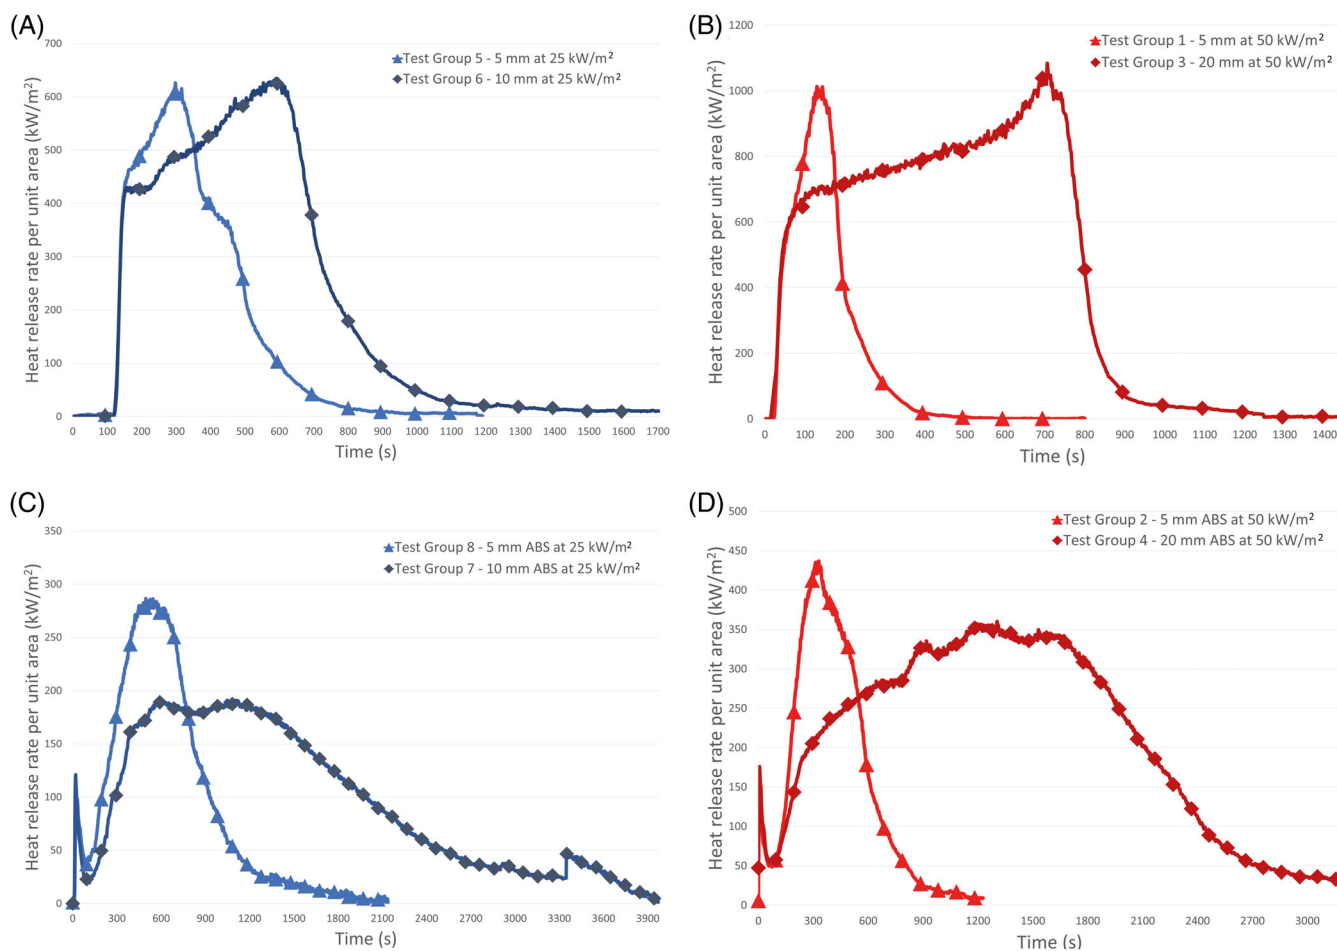 (A)
700
600
500
400
300
200
100
0
Heat release rate per unit area (kW/m²)
Test Group 5 - 5 mm at 25 kW/m²
Test Group 6 - 10 mm at 25 kW/m²
0 100 200 300 400 500 600 700 800 900 1000 1100 1200 1300 1400 1500 1600 1700
Time (s)
(B)
1200
1000
800
600
400
200
0
Heat release rate per unit area (kW/m²)
Test Group 1 - 5 mm at 50 kW/m²
Test Group 3 - 20 mm at 50 kW/m²
0 100 200 300 400 500 600 700 800 900 1000 1100 1200 1300 1400
Time (s)
(C)
350
300
250
200
150
100
50
0
Heat release rate per unit area (kW/m²)
Test Group 8 - 5 mm ABS at 25 kW/m²
Test Group 7 - 10 mm ABS at 25 kW/m²
0 300 600 900 1200 1500 1800 2100 2400 2700 3000 3300 3600 3900
Time (s)
(D)
500
450
400
350
300
250
200
150
100
50
0
Heat release rate per unit area (kW/m²)
Test Group 2 - 5 mm ABS at 50 kW/m²
Test Group 4 - 20 mm ABS at 50 kW/m²
0 300 600 900 1200 1500 1800 2100 2400 2700 3000
Time (s)